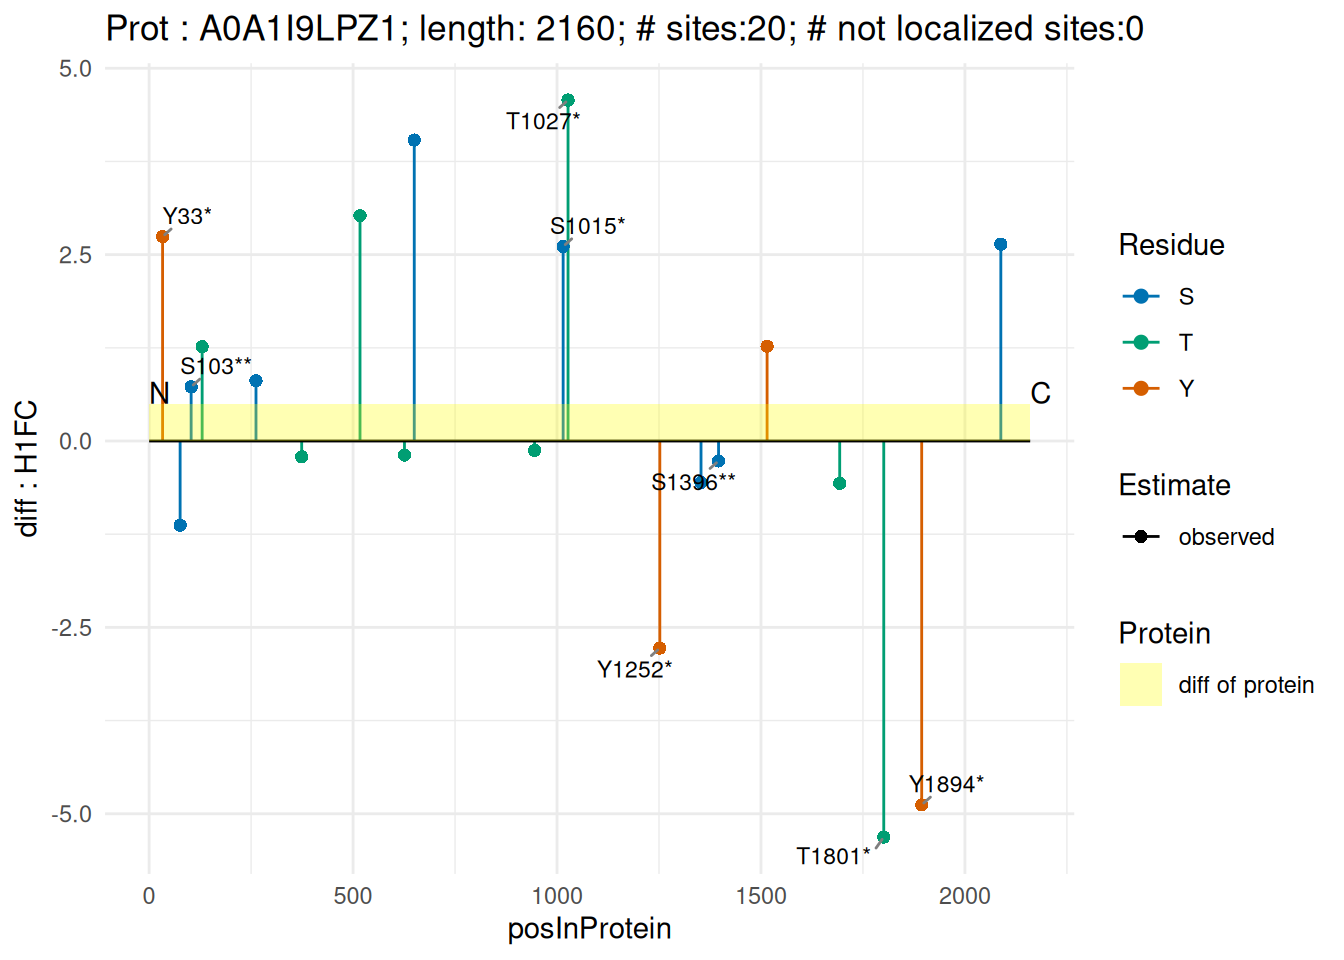 Prot : A0A1I9LPZ1; length: 2160; # sites:20; # not localized sites:0
diff : H1FC
5.0
2.5
0.0
-2.5
-5.0
T1027*
Y33*
S1015*
S103**
N
C
S1396**
Y1252*
Y1894*
T1801*
0
500
1000
1500
2000
posInProtein
Residue
S
T
Y
Estimate
observed
Protein
diff of protein